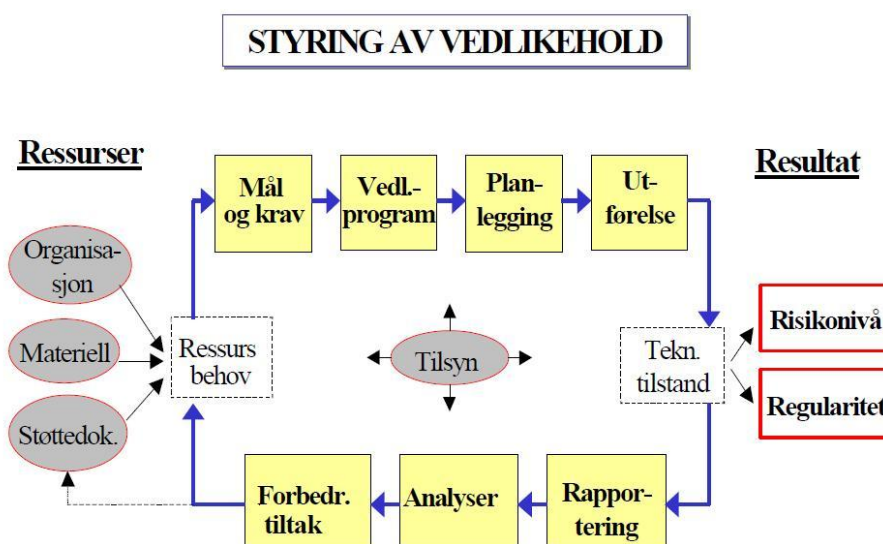 STYRING AV VEDLIKEHOLD
Ressurser
Resultat
Mål
og krav
Vedl.-
program
Plan-
legging
Ut-
førelse
Organisa-
sjon
Materiell
Støttedok.
Ressurs
behov
Tilsyn
Tekn.
tilstand
Risikonivå
Regularitet
Forbedr.
tiltak
Analyser
Rappor-
tering